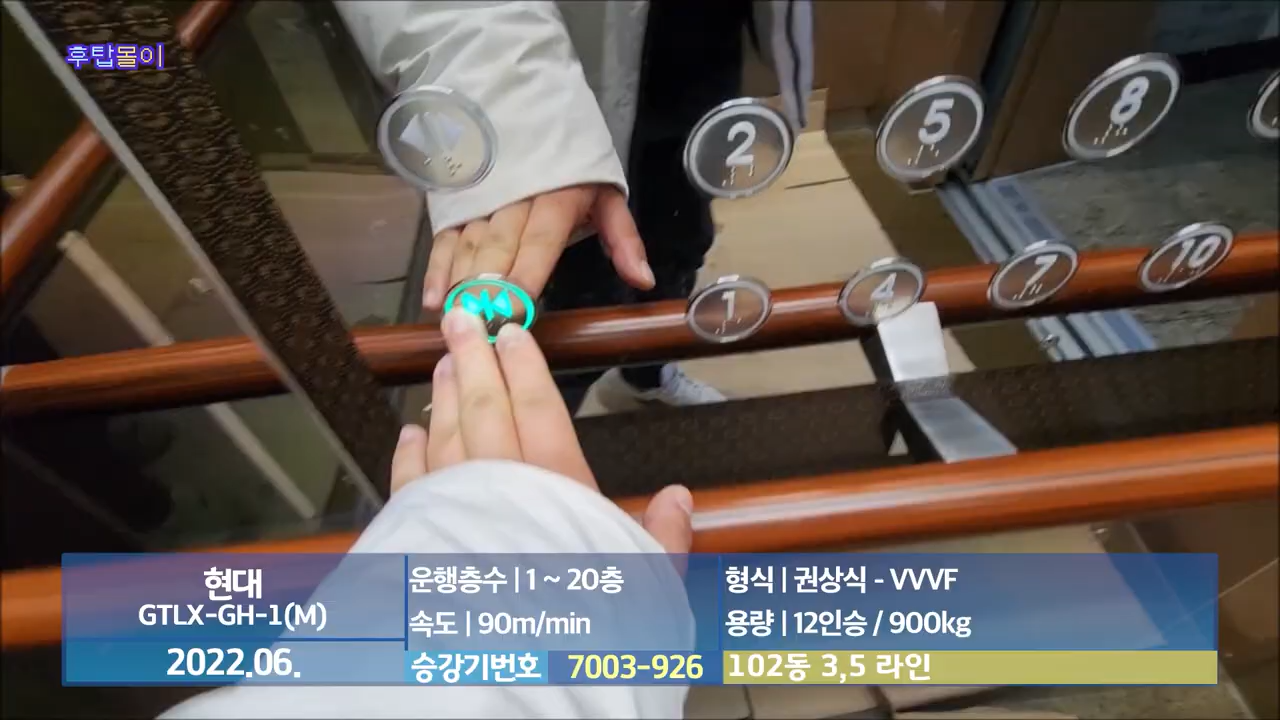 후탑몰이
2
5
8
1
4
7
10
현대
GTLX-GH-1(M)
2022.06.
운행층수 | 1 ~ 20층
속도 | 90m/min
승강기번호 7003-926
형식 | 권상식 - VVVF
용량 | 12인승 / 900kg
102동 3,5 라인